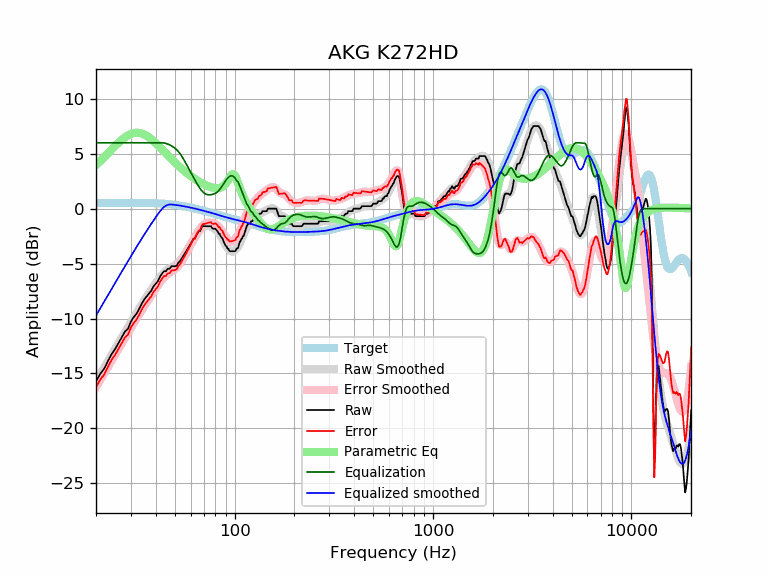 AKG K272HD
Amplitude (dBr)
10
5
0
−5
−10
−15
−20
−25
Target
Raw Smoothed
Error Smoothed
Raw
Error
Parametric Eq
Equalization
Equalized smoothed
100
1000
10000
Frequency (Hz)